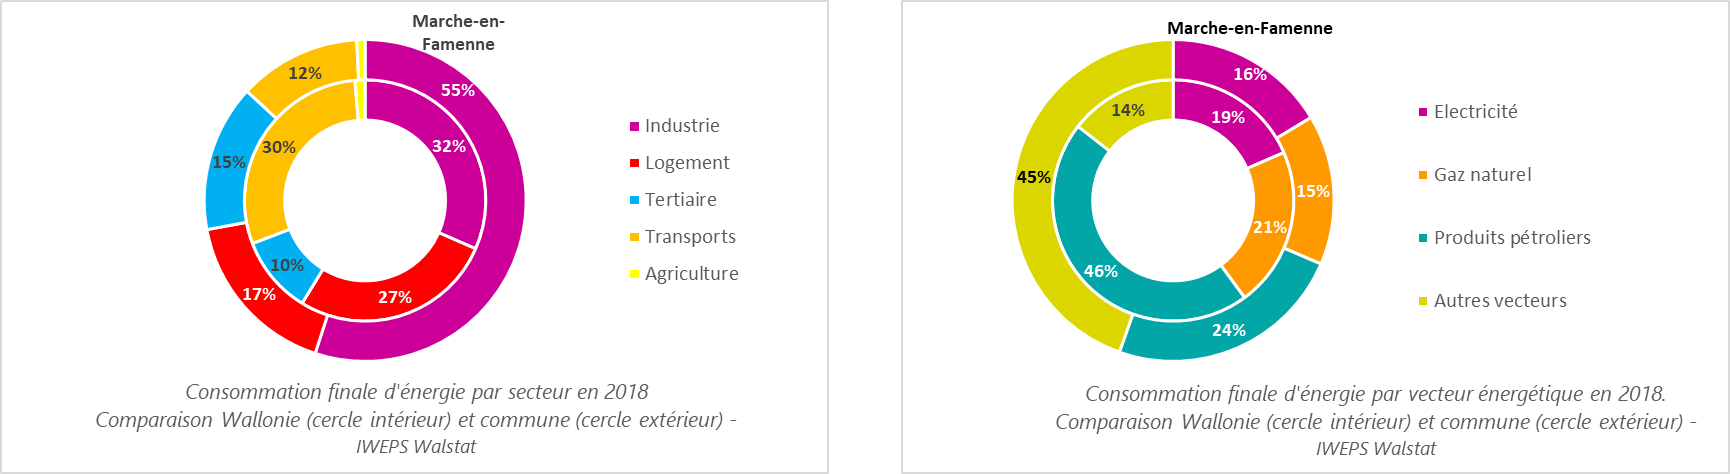 Marche-en-
Famenne
12%
55%
15%
30%
32%
10%
17%
27%
Industrie
Logement
Tertiaire
Transports
Agriculture
Consommation finale d'énergie par secteur en 2018
Comparaison Wallonie (cercle intérieur) et commune (cercle extérieur) -
IWEPS Walstat
Marche-en-Famenne
16%
14%
19%
45%
15%
21%
46%
24%
Electricité
Gaz naturel
Produits pétroliers
Autres vecteurs
Consommation finale d'énergie par vecteur énergétique en 2018.
Comparaison Wallonie (cercle intérieur) et commune (cercle extérieur) -
IWEPS Walstat